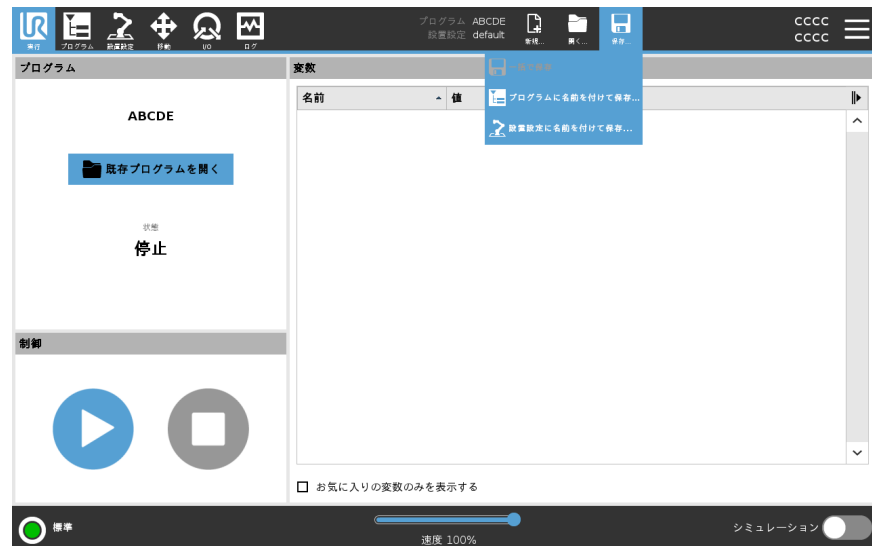 UR
実行
プログラム
設置設定
移動
I/O
ログ
プログラム ABCDE
設置設定 default
新規...
開く...
保存...
CCCC
CCCC
プログラム
ABCDE
既存プログラムを開く
状態
停止
制御
変数
名前
値
プログラムに名前を付けて保存...
設置設定に名前を付けて保存...
お気に入りの変数のみを表示する
標準
速度 100%
シミュレーション